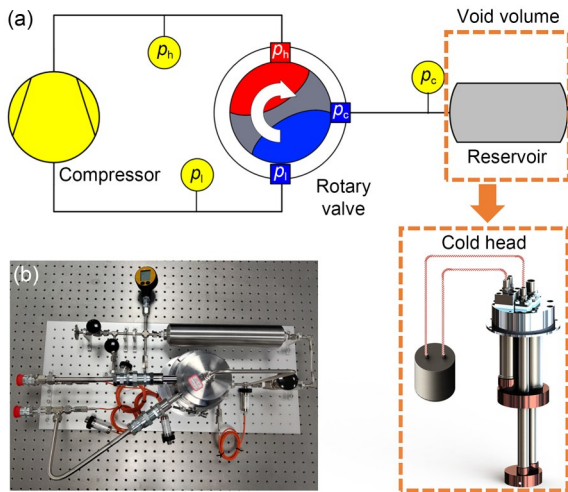 (a)
Void volume
p_h
p_h
p_c
p_c
Compressor
p_l
p_l
Rotary
valve
Reservoir
Cold head
(b)